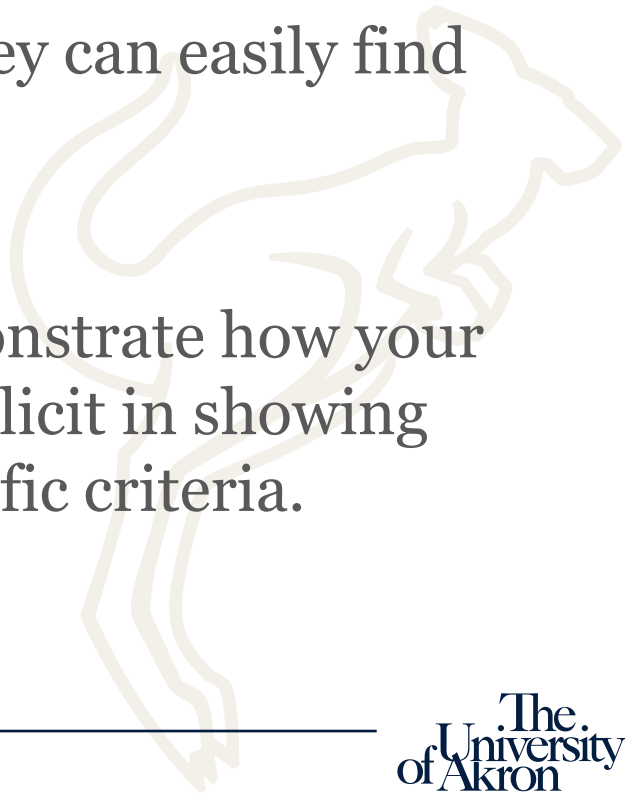 ey can easily find
onstrate how your
licit in showing
fic criteria.
The
University
of Akron